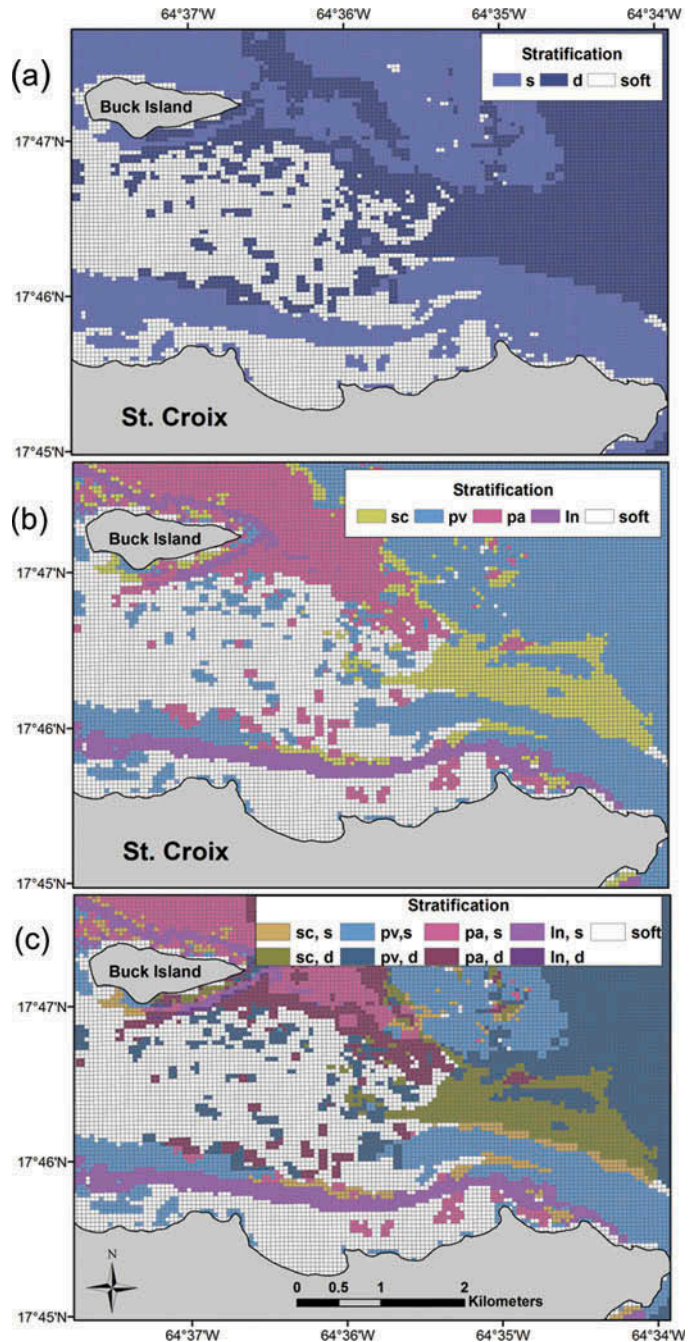 64°37'W 64°36'W 64°35'W 64°34'W
(a)
Stratification
s d soft
Buck Island
17°47'N
17°46'N
St. Croix
17°45'N
(b)
Stratification
sc pv pa ln soft
Buck Island
17°47'N
17°46'N
St. Croix
17°45'N
(c)
Stratification
sc, s pv,s pa, s ln, s soft
sc, d pv, d pa, d ln, d
Buck Island
17°47'N
17°46'N
N
0 0.5 1 2
Kilometers
17°45'N
64°37'W 64°36'W 64°35'W 64°34'W